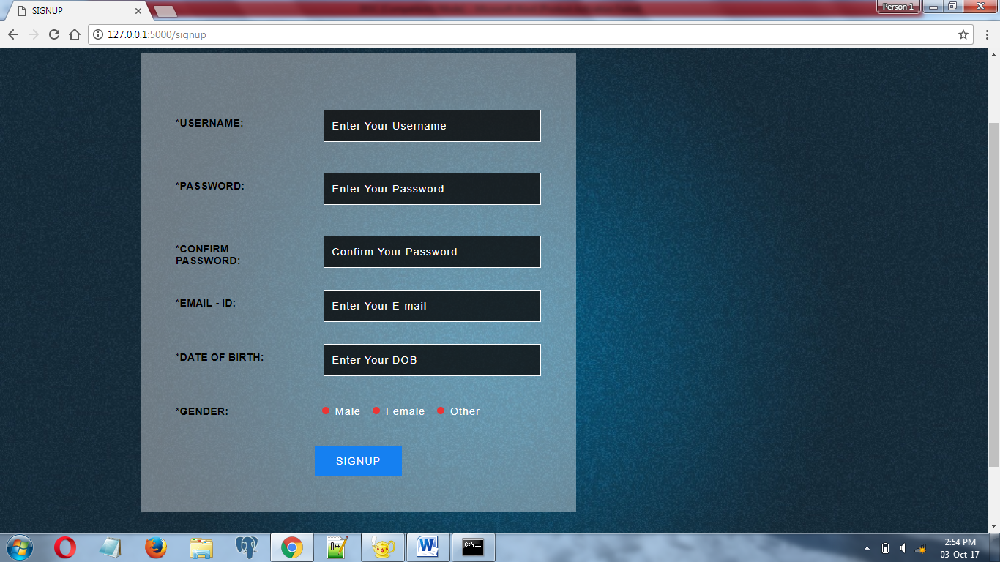 SIGNUP
Person 1
127.0.0.1:5000/signup
*USERNAME:
Enter Your Username
*PASSWORD:
Enter Your Password
*CONFIRM
PASSWORD:
Confirm Your Password
*EMAIL - ID:
Enter Your E-mail
*DATE OF BIRTH:
Enter Your DOB
*GENDER:
Male Female Other
SIGNUP
2:54 PM
03-Oct-17